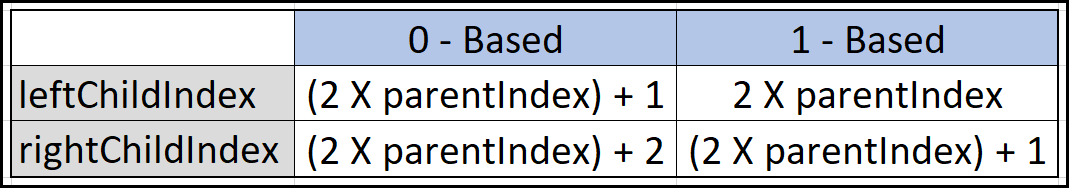 0 - Based 1 - Based
leftChildIndex (2 X parentIndex) + 1 2 X parentIndex
rightChildIndex (2 X parentIndex) + 2 (2 X parentIndex) + 1